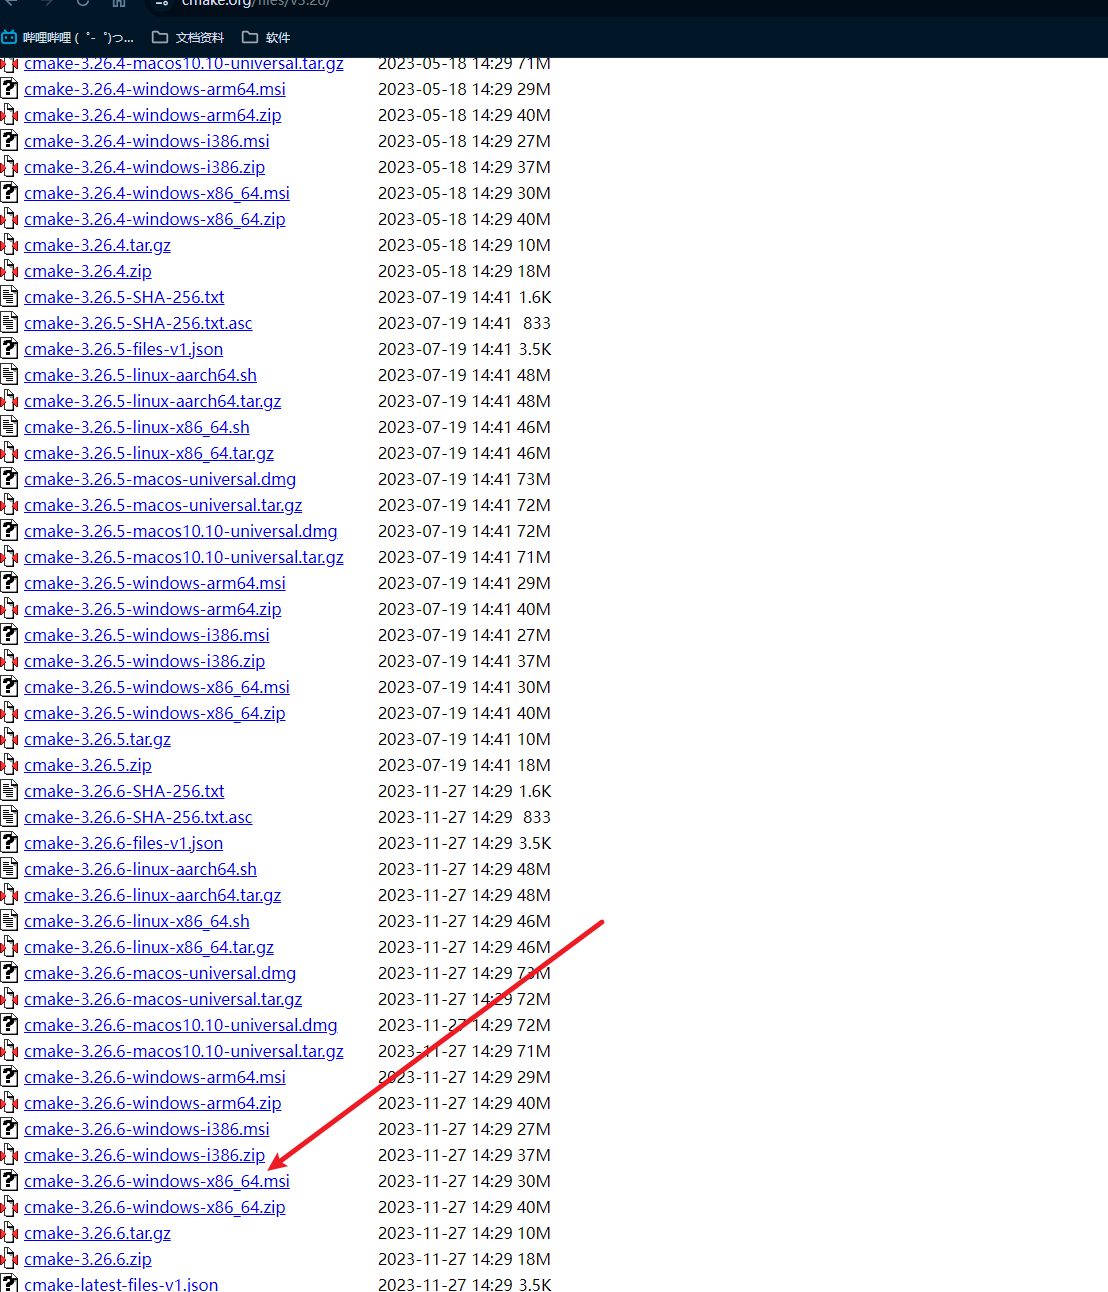 cmake.org/files/v3.26/
哔哩哔哩 ( ゜- ゜)つ... 文档资料 软件
cmake-3.26.4-macos10.10-universal.tar.gz 2023-05-18 14:29 71M
cmake-3.26.4-windows-arm64.msi 2023-05-18 14:29 29M
cmake-3.26.4-windows-arm64.zip 2023-05-18 14:29 40M
cmake-3.26.4-windows-i386.msi 2023-05-18 14:29 27M
cmake-3.26.4-windows-i386.zip 2023-05-18 14:29 37M
cmake-3.26.4-windows-x86_64.msi 2023-05-18 14:29 30M
cmake-3.26.4-windows-x86_64.zip 2023-05-18 14:29 40M
cmake-3.26.4.tar.gz 2023-05-18 14:29 10M
cmake-3.26.4.zip 2023-05-18 14:29 18M
cmake-3.26.5-SHA-256.txt 2023-07-19 14:41 1.6K
cmake-3.26.5-SHA-256.txt.asc 2023-07-19 14:41 833
cmake-3.26.5-files-v1.json 2023-07-19 14:41 3.5K
cmake-3.26.5-linux-aarch64.sh 2023-07-19 14:41 48M
cmake-3.26.5-linux-aarch64.tar.gz 2023-07-19 14:41 48M
cmake-3.26.5-linux-x86_64.sh 2023-07-19 14:41 46M
cmake-3.26.5-linux-x86_64.tar.gz 2023-07-19 14:41 46M
cmake-3.26.5-macos-universal.dmg 2023-07-19 14:41 73M
cmake-3.26.5-macos-universal.tar.gz 2023-07-19 14:41 72M
cmake-3.26.5-macos10.10-universal.dmg 2023-07-19 14:41 72M
cmake-3.26.5-macos10.10-universal.tar.gz 2023-07-19 14:41 71M
cmake-3.26.5-windows-arm64.msi 2023-07-19 14:41 29M
cmake-3.26.5-windows-arm64.zip 2023-07-19 14:41 40M
cmake-3.26.5-windows-i386.msi 2023-07-19 14:41 27M
cmake-3.26.5-windows-i386.zip 2023-07-19 14:41 37M
cmake-3.26.5-windows-x86_64.msi 2023-07-19 14:41 30M
cmake-3.26.5-windows-x86_64.zip 2023-07-19 14:41 40M
cmake-3.26.5.tar.gz 2023-07-19 14:41 10M
cmake-3.26.5.zip 2023-07-19 14:41 18M
cmake-3.26.6-SHA-256.txt 2023-11-27 14:29 1.6K
cmake-3.26.6-SHA-256.txt.asc 2023-11-27 14:29 833
cmake-3.26.6-files-v1.json 2023-11-27 14:29 3.5K
cmake-3.26.6-linux-aarch64.sh 2023-11-27 14:29 48M
cmake-3.26.6-linux-aarch64.tar.gz 2023-11-27 14:29 48M
cmake-3.26.6-linux-x86_64.sh 2023-11-27 14:29 46M
cmake-3.26.6-linux-x86_64.tar.gz 2023-11-27 14:29 46M
cmake-3.26.6-macos-universal.dmg 2023-11-27 14:29 73M
cmake-3.26.6-macos-universal.tar.gz 2023-11-27 14:29 72M
cmake-3.26.6-macos10.10-universal.dmg 2023-11-27 14:29 72M
cmake-3.26.6-macos10.10-universal.tar.gz 2023-11-27 14:29 71M
cmake-3.26.6-windows-arm64.msi 2023-11-27 14:29 29M
cmake-3.26.6-windows-arm64.zip 2023-11-27 14:29 40M
cmake-3.26.6-windows-i386.msi 2023-11-27 14:29 27M
cmake-3.26.6-windows-i386.zip 2023-11-27 14:29 37M
cmake-3.26.6-windows-x86_64.msi 2023-11-27 14:29 30M
cmake-3.26.6-windows-x86_64.zip 2023-11-27 14:29 40M
cmake-3.26.6.tar.gz 2023-11-27 14:29 10M
cmake-3.26.6.zip 2023-11-27 14:29 18M
cmake-latest-files-v1.json 2023-11-27 14:29 3.5K